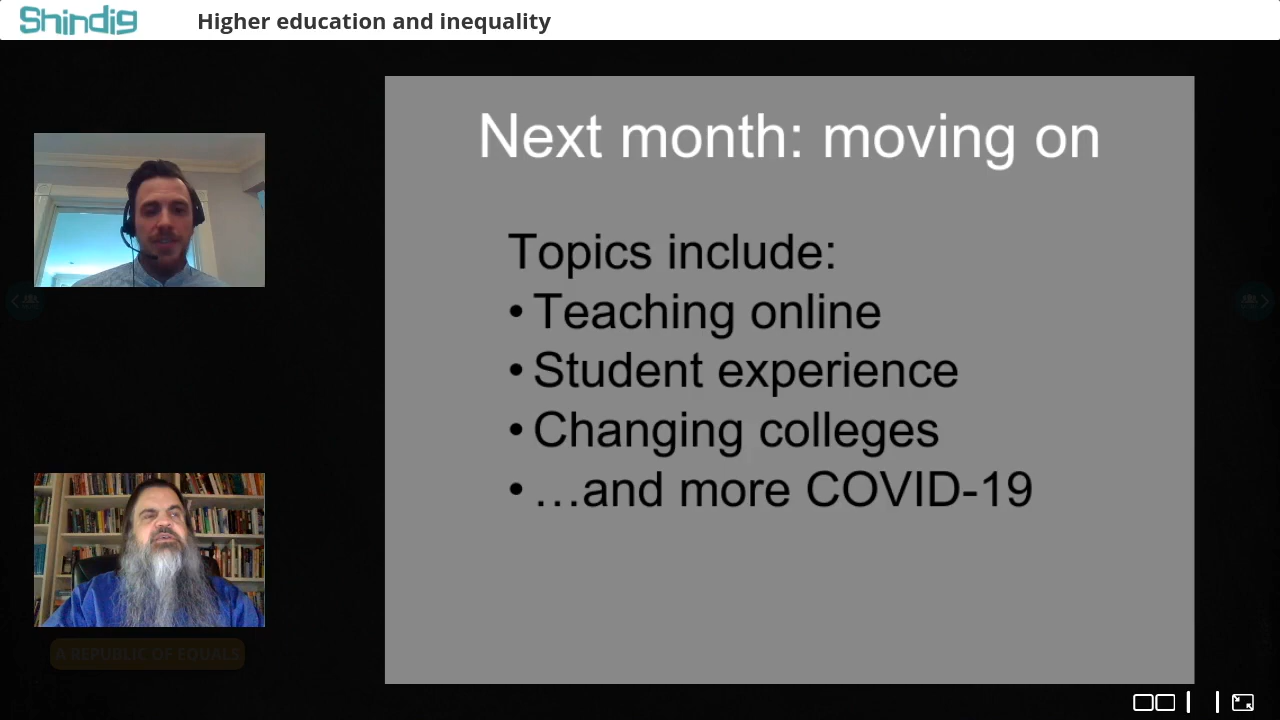 Shindig
Higher education and inequality
Next month: moving on
Topics include:
• Teaching online
• Student experience
• Changing colleges
• …and more COVID-19
A REPUBLIC OF EQUALS